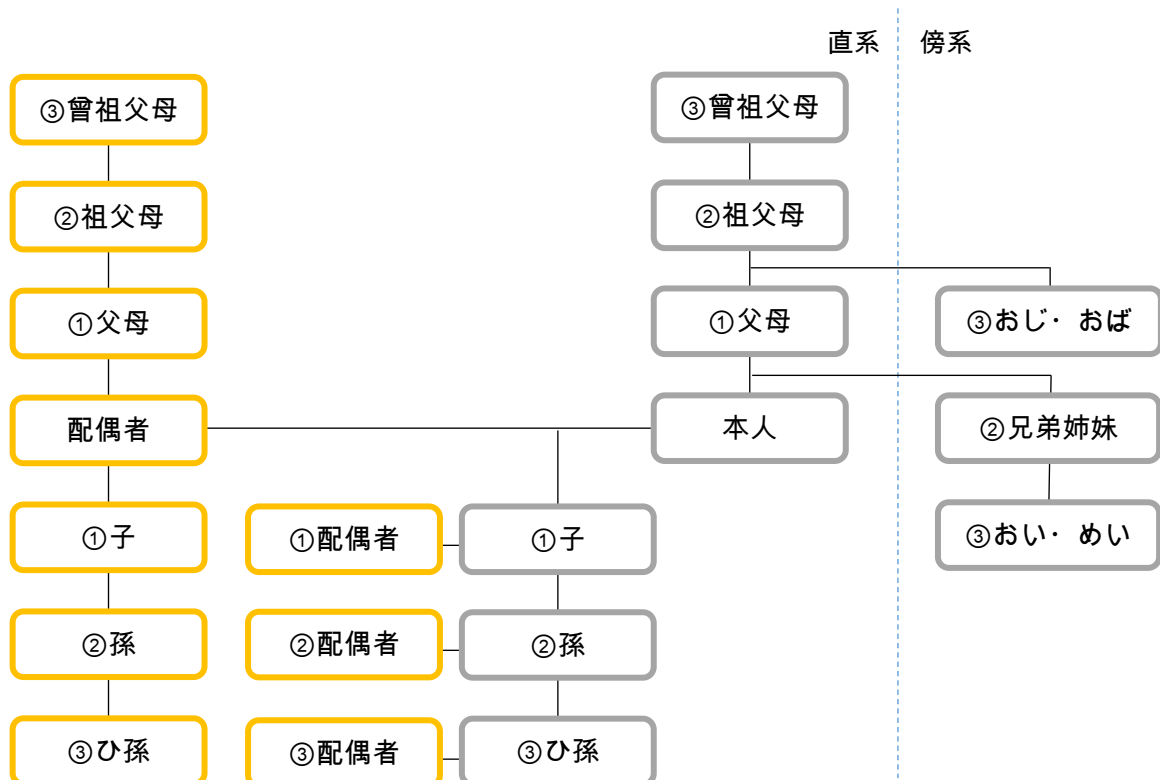 直系 傍系
③曾祖父母 ③曾祖父母
②祖父母 ②祖父母
①父母 ①父母 ③おじ・おば
配偶者 本人 ②兄弟姉妹
①子 ①配偶者 ①子 ③おい・めい
②孫 ②配偶者 ②孫
③ひ孫 ③配偶者 ③ひ孫